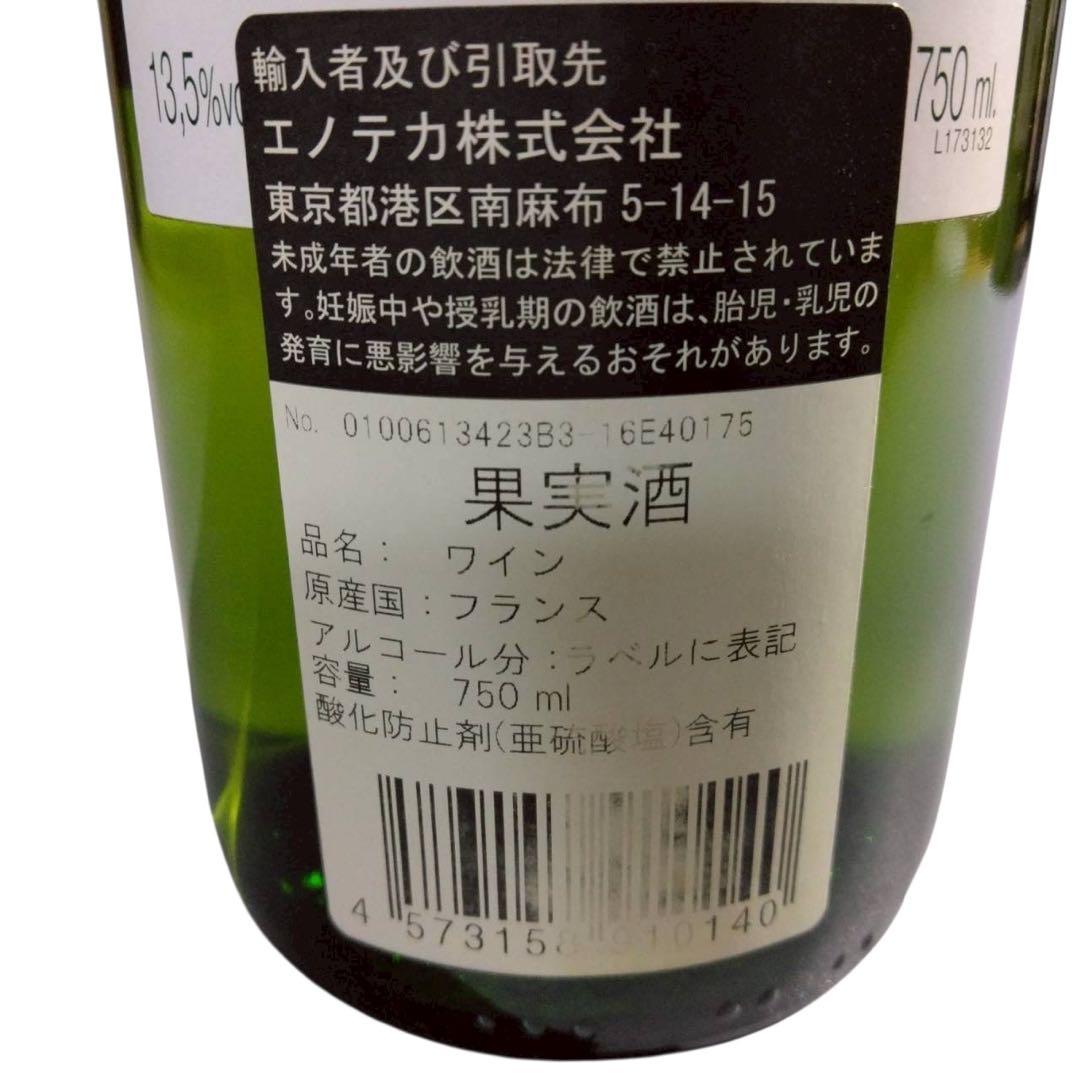 13,5%vo
750 ml.
L173132
輸入者及び引取先
エノテカ株式会社
東京都港区南麻布 5-14-15
未成年者の飲酒は法律で禁止されていま
す。妊娠中や授乳期の飲酒は、胎児・乳児の
発育に悪影響を与えるおそれがあります。
No. 0100613423B3-16E40175
果実酒
品名： ワイン
原産国：フランス
アルコール分：ラベルに表記
容量： 750 ml
酸化防止剤(亜硫酸塩)含有
4 573158 910140